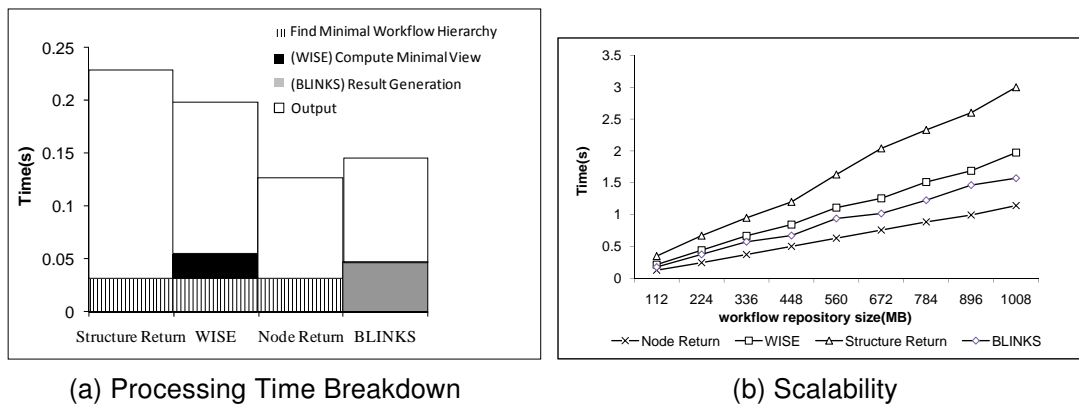 Find Minimal Workflow Hierarchy
(WISE) Compute Minimal View
(BLINKS) Result Generation
Output
0.25
0.2
0.15
0.1
0.05
0
Time(s)
Structure Return WISE Node Return BLINKS
(a) Processing Time Breakdown
3.5
3
2.5
2
1.5
1
0.5
0
Time(s)
112 224 336 448 560 672 784 896 1008
workflow repository size(MB)
Node Return WISE Structure Return BLINKS
(b) Scalability